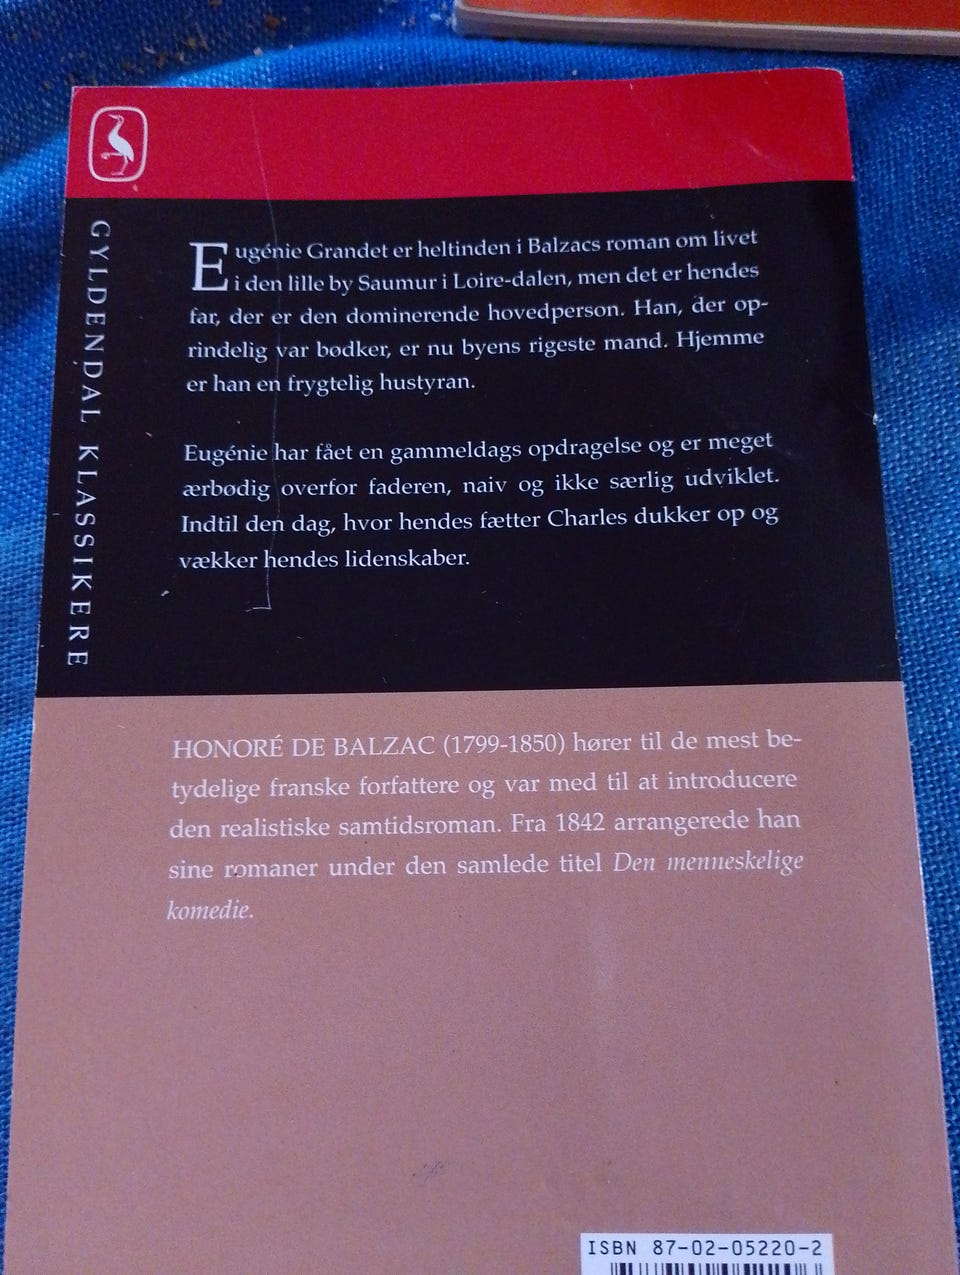 GYLDENDAL KLASSIKERE
Eugénie Grandet er heltinden i Balzacs roman om livet
i den lille by Saumur i Loire-dalen, men det er hendes
far, der er den dominerende hovedperson. Han, der op-
rindelig var bødker, er nu byens rigeste mand. Hjemme
er han en frygtelig hustyran.
Eugénie har fået en gammeldags opdragelse og er meget
ærbødig overfor faderen, naiv og ikke særlig udviklet.
Indtil den dag, hvor hendes fætter Charles dukker op og
vækker hendes lidenskaber.
HONORÉ DE BALZAC (1799-1850) hører til de mest be-
tydelige franske forfattere og var med til at introducere
den realistiske samtidsroman. Fra 1842 arrangerede han
sine romaner under den samlede titel Den menneskelige
komedie.
ISBN 87-02-05220-2